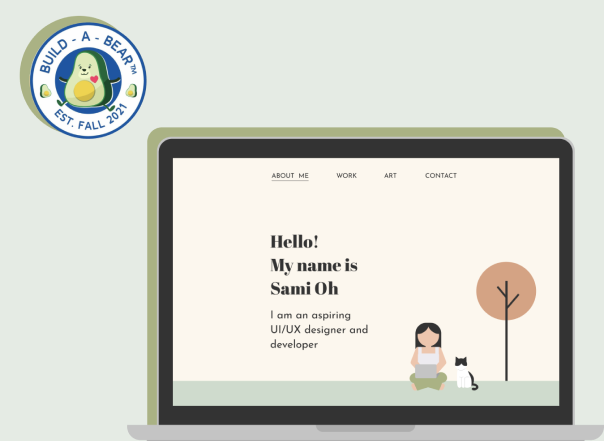 BUILD - A - BEAR™
EST. FALL 2021
ABOUT ME WORK ART CONTACT
Hello!
My name is
Sami Oh
I am an aspiring
UI/UX designer and
developer